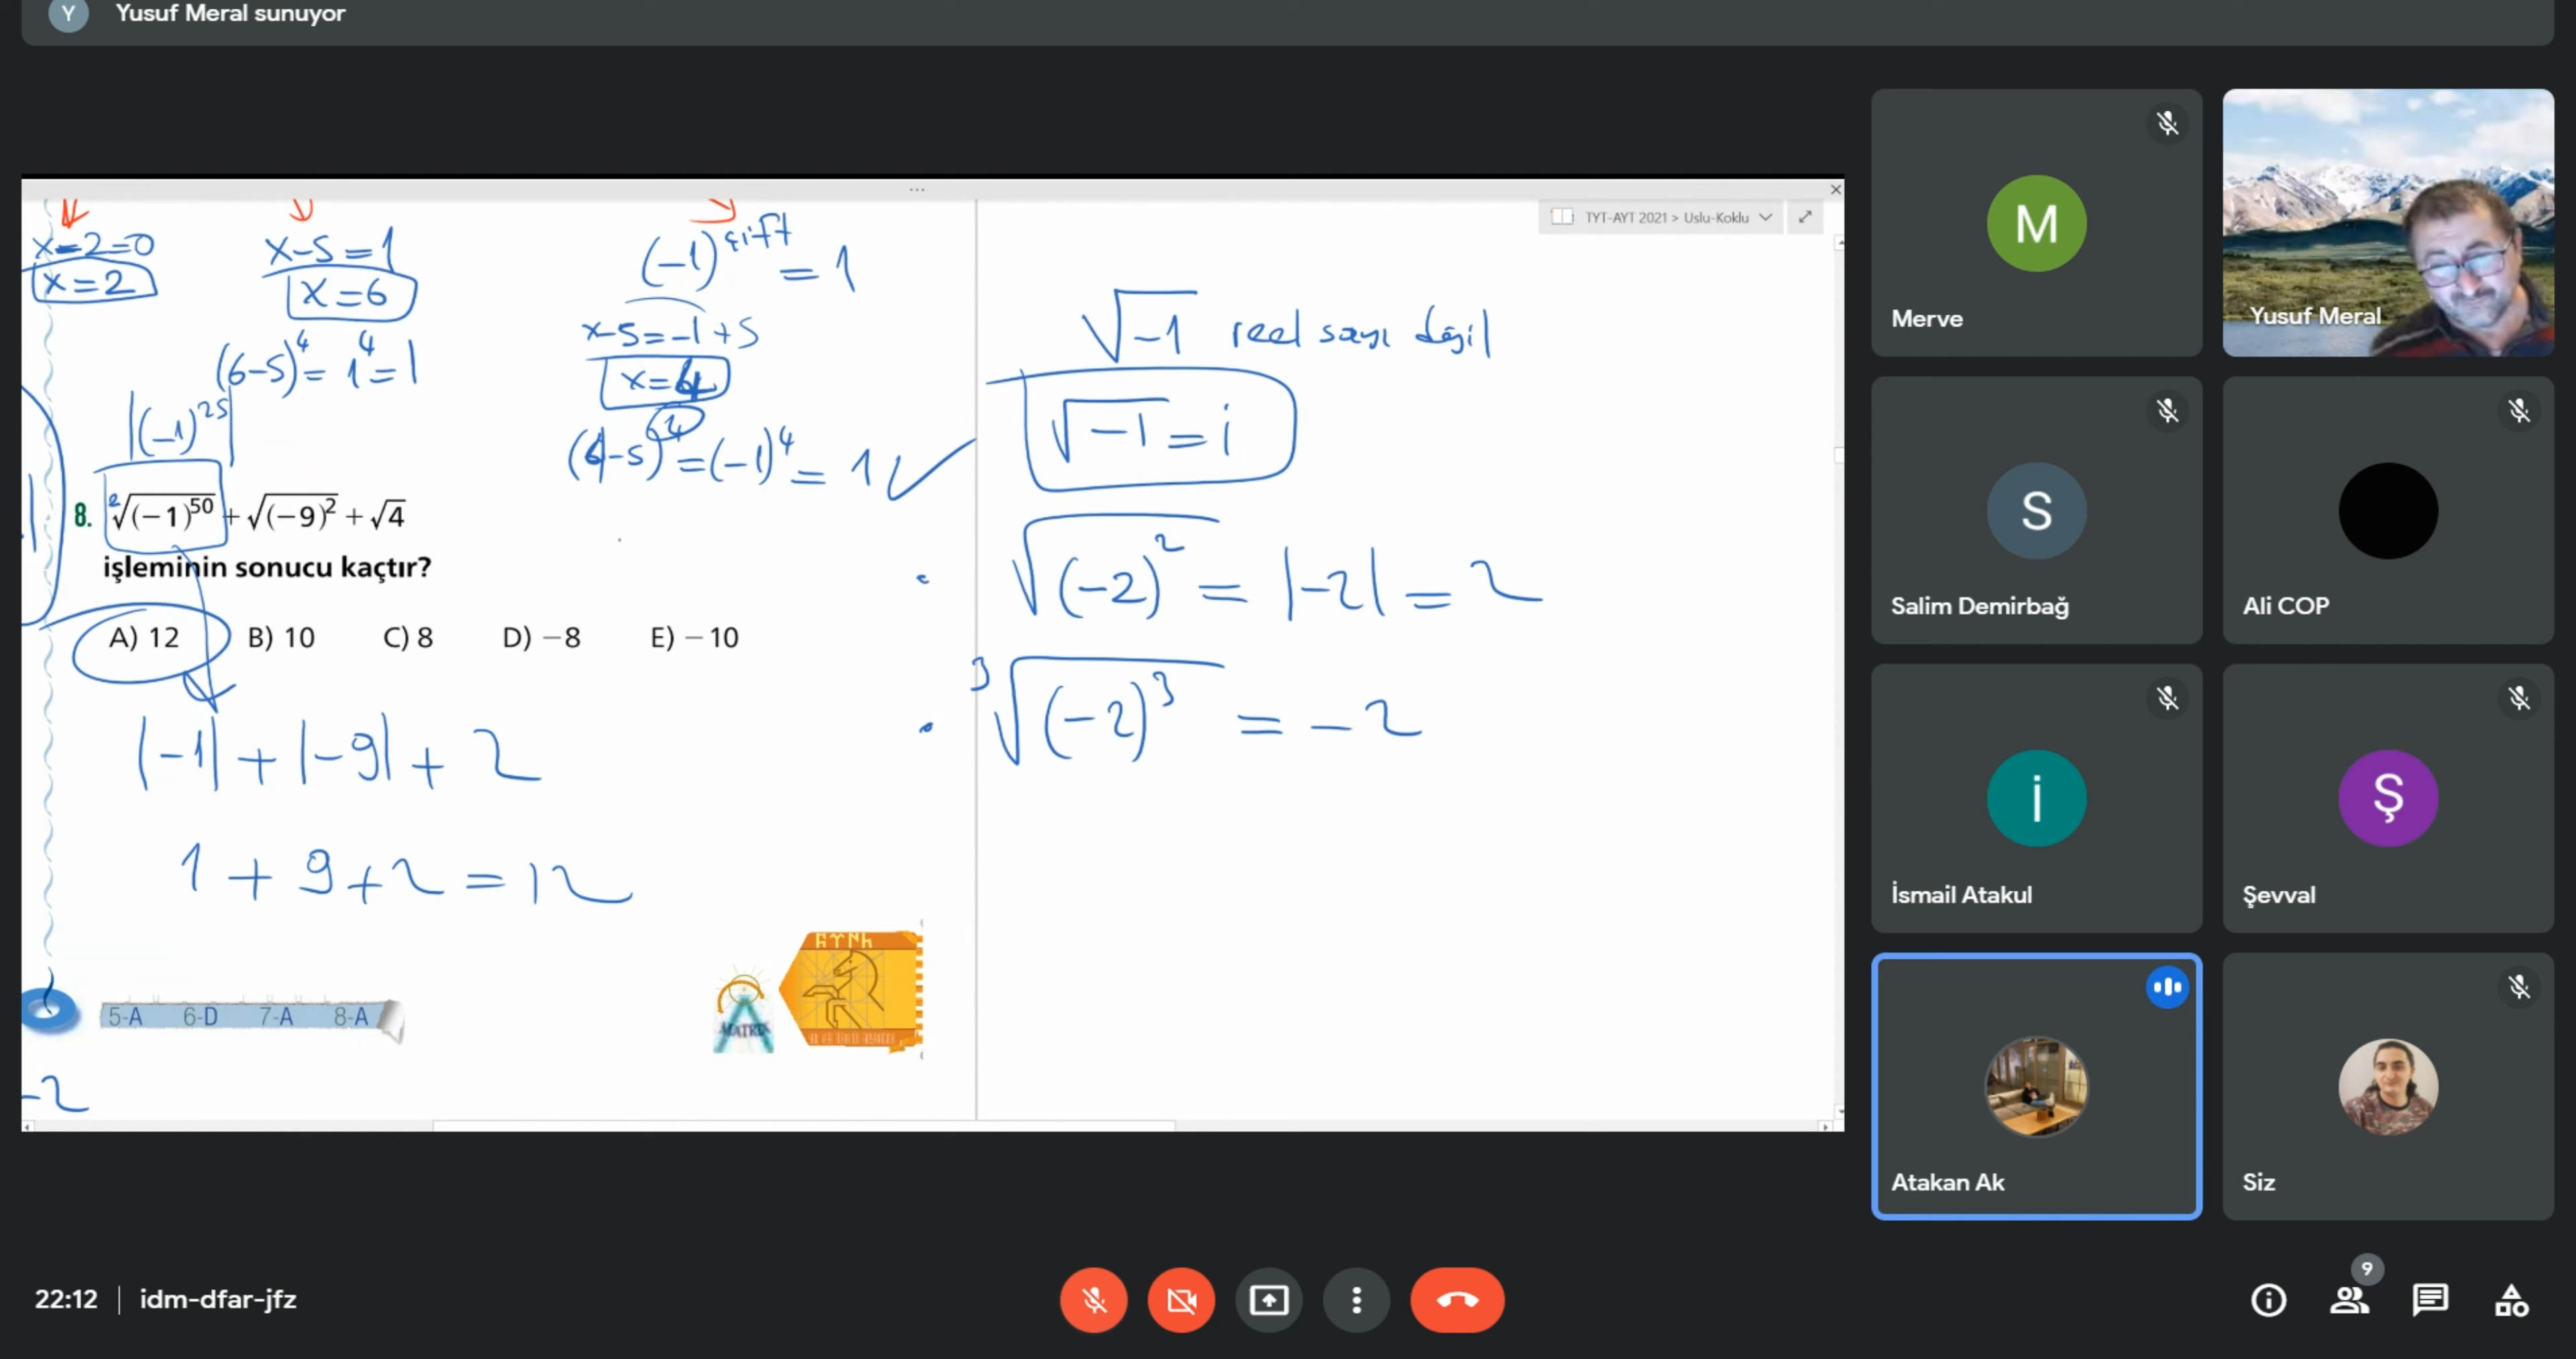 Y Yusuf Meral sunuyor
TYT-AYT 2021 > Uslu-Koklu
x-2=0
x=2
x-5=1
x=6
(6-5)⁴=1⁴=1
(-1)^çift = 1
x-5=-1+5
x=4
(4-5)⁴=(-1)⁴=1
|(-1)²⁵|
8. ²√(-1)⁵⁰ + √(-9)² + √4
işleminin sonucu kaçtır?
A) 12 B) 10 C) 8 D) -8 E) -10
|-1|+|-9|+2
1+9+2=12
5-A 6-D 7-A 8-A
MATRİX
-2
√-1 reel sayı değil
√-1=i
• √(-2)² = |-2| = 2
• ³√(-2)³ = -2
M
Merve
Yusuf Meral
S
Salim Demirbağ
Ali COP
İ
İsmail Atakul
Ş
Şevval
Atakan Ak
Siz
22:12 | idm-dfar-jfz
9